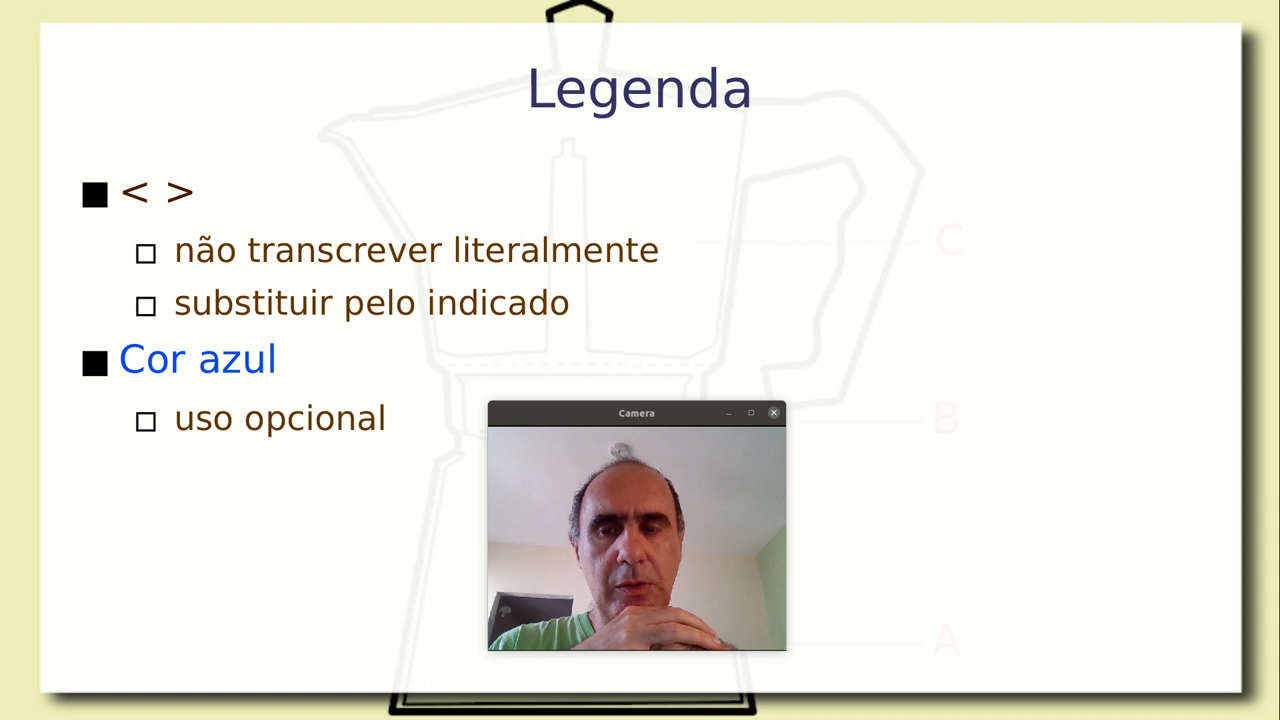 Legenda
< >
não transcrever literalmente
substituir pelo indicado
Cor azul
uso opcional
Camera
C
B
A